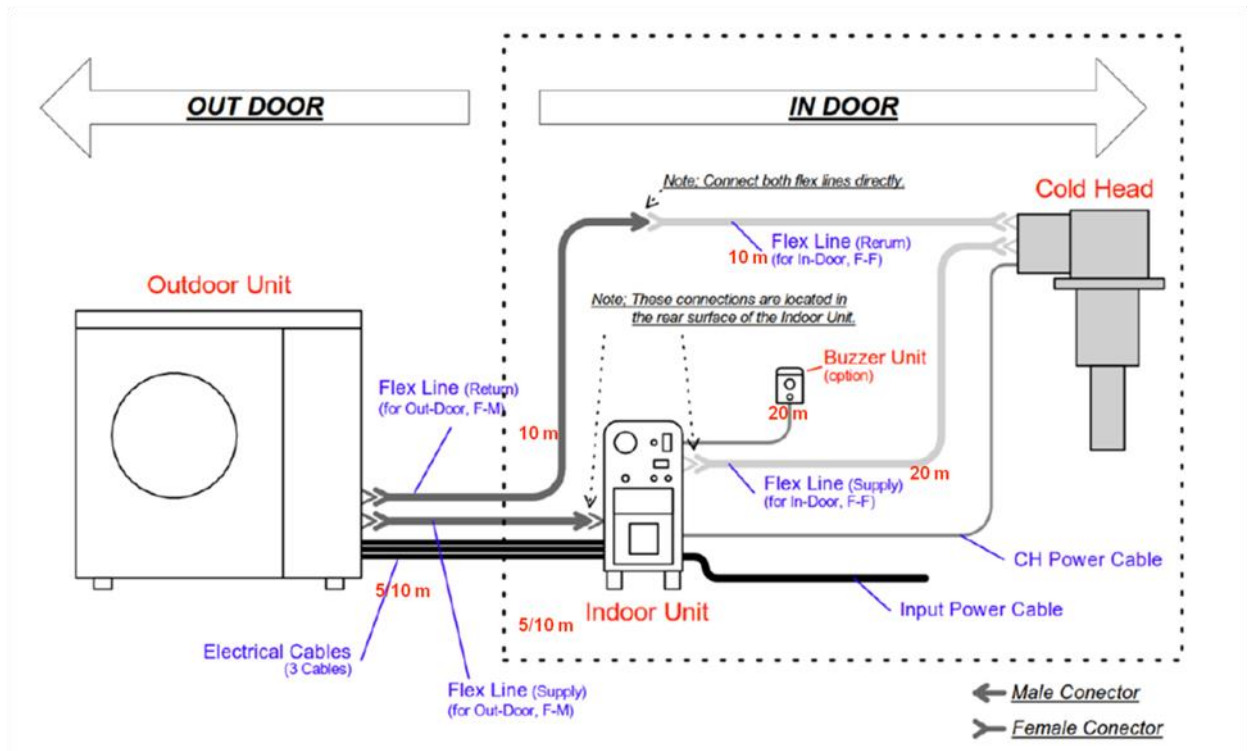 OUT DOOR
IN DOOR
Note; Connect both flex lines directly.
Cold Head
Flex Line (Rerurn)
10 m (for In-Door, F-F)
Outdoor Unit
Note; These connections are located in
the rear surface of the Indoor Unit.
Buzzer Unit
(option)
Flex Line (Return)
(for Out-Door, F-M)
20 m
10 m
Flex Line (Supply)
(for In-Door, F-F)
20 m
CH Power Cable
5/10 m
Input Power Cable
Indoor Unit
5/10 m
Electrical Cables
(3 Cables)
Flex Line (Supply)
(for Out-Door, F-M)
Male Conector
Female Conector